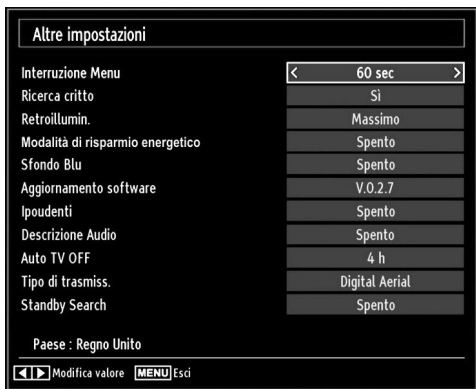 Altre impostazioni
Interruzione Menu < 60 sec >
Ricerca critto Sì
Retroillumin. Massimo
Modalità di risparmio energetico Spento
Sfondo Blu Spento
Aggiornamento software V.0.2.7
Ipoudenti Spento
Descrizione Audio Spento
Auto TV OFF 4 h
Tipo di trasmiss. Digital Aerial
Standby Search Spento
Paese : Regno Unito
Modifica valore MENU Esci